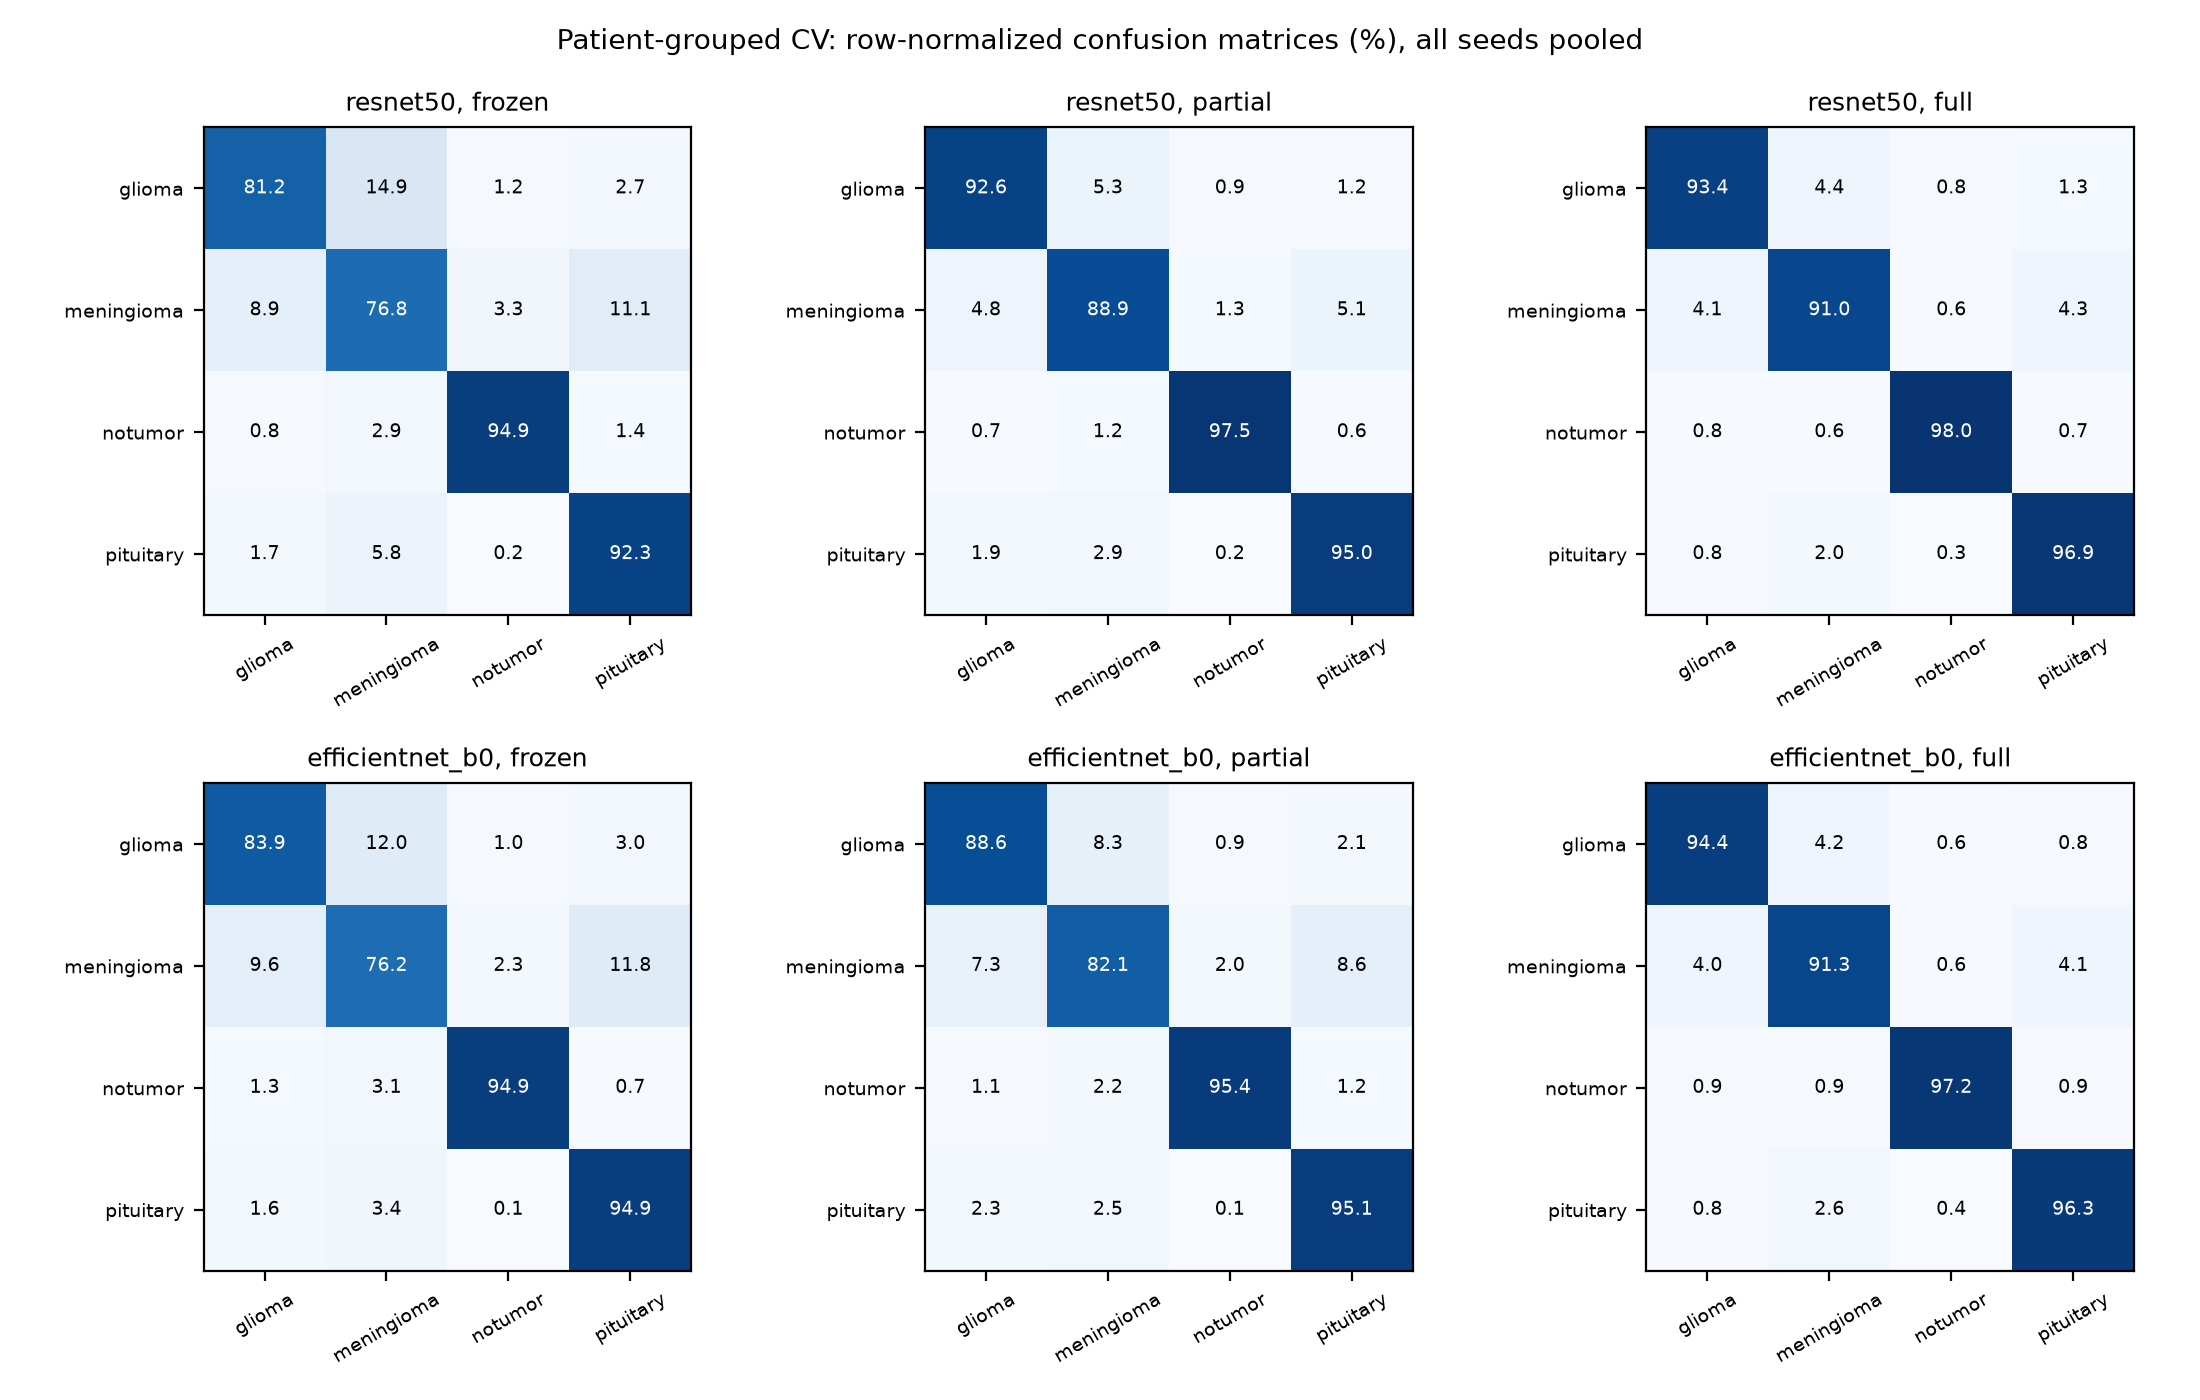 Patient-grouped CV: row-normalized confusion matrices (%), all seeds pooled
resnet50, frozen
glioma 81.2 14.9 1.2 2.7
meningioma 8.9 76.8 3.3 11.1
notumor 0.8 2.9 94.9 1.4
pituitary 1.7 5.8 0.2 92.3
glioma meningioma notumor pituitary
resnet50, partial
glioma 92.6 5.3 0.9 1.2
meningioma 4.8 88.9 1.3 5.1
notumor 0.7 1.2 97.5 0.6
pituitary 1.9 2.9 0.2 95.0
glioma meningioma notumor pituitary
resnet50, full
glioma 93.4 4.4 0.8 1.3
meningioma 4.1 91.0 0.6 4.3
notumor 0.8 0.6 98.0 0.7
pituitary 0.8 2.0 0.3 96.9
glioma meningioma notumor pituitary
efficientnet_b0, frozen
glioma 83.9 12.0 1.0 3.0
meningioma 9.6 76.2 2.3 11.8
notumor 1.3 3.1 94.9 0.7
pituitary 1.6 3.4 0.1 94.9
glioma meningioma notumor pituitary
efficientnet_b0, partial
glioma 88.6 8.3 0.9 2.1
meningioma 7.3 82.1 2.0 8.6
notumor 1.1 2.2 95.4 1.2
pituitary 2.3 2.5 0.1 95.1
glioma meningioma notumor pituitary
efficientnet_b0, full
glioma 94.4 4.2 0.6 0.8
meningioma 4.0 91.3 0.6 4.1
notumor 0.9 0.9 97.2 0.9
pituitary 0.8 2.6 0.4 96.3
glioma meningioma notumor pituitary